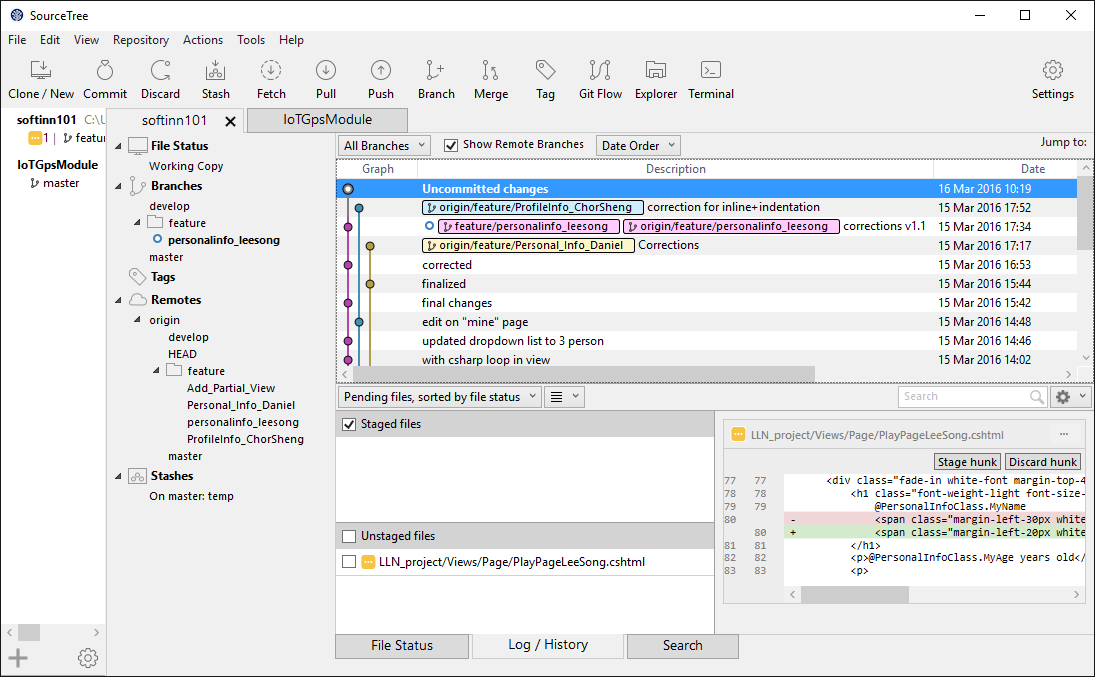 SourceTree
File Edit View Repository Actions Tools Help
Clone / New Commit Discard Stash Fetch Pull Push Branch Merge Tag Git Flow Explorer Terminal Settings
softinn101 C:\U
1 | featur
IoTGpsModule
master
softinn101
IoTGpsModule
File Status
Working Copy
Branches
develop
feature
personalinfo_leesong
master
Tags
Remotes
origin
develop
HEAD
feature
Add_Partial_View
Personal_Info_Daniel
personalinfo_leesong
ProfileInfo_ChorSheng
master
Stashes
On master: temp
All Branches Show Remote Branches Date Order Jump to:
Graph Description Date
Uncommitted changes 16 Mar 2016 10:19
origin/feature/ProfileInfo_ChorSheng correction for inline+indentation 15 Mar 2016 17:52
feature/personalinfo_leesong origin/feature/personalinfo_leesong corrections v1.1 15 Mar 2016 17:34
origin/feature/Personal_Info_Daniel Corrections 15 Mar 2016 17:17
corrected 15 Mar 2016 16:53
finalized 15 Mar 2016 15:44
final changes 15 Mar 2016 15:42
edit on "mine" page 15 Mar 2016 14:48
updated dropdown list to 3 person 15 Mar 2016 14:46
with csharp loop in view 15 Mar 2016 14:02
Pending files, sorted by file status Search
Staged files
Unstaged files
LLN_project/Views/Page/PlayPageLeeSong.cshtml
LLN_project/Views/Page/PlayPageLeeSong.cshtml ...
Stage hunk Discard hunk
77 77 <div class="fade-in white-font margin-top-4
78 78 <h1 class="font-weight-light font-size-
79 79 @PersonalInfoClass.MyName
80 - <span class="margin-left-30px white
80 + <span class="margin-left-20px white
81 81 </h1>
82 82 <p>@PersonalInfoClass.MyAge years old</
83 83 <p>
File Status Log / History Search